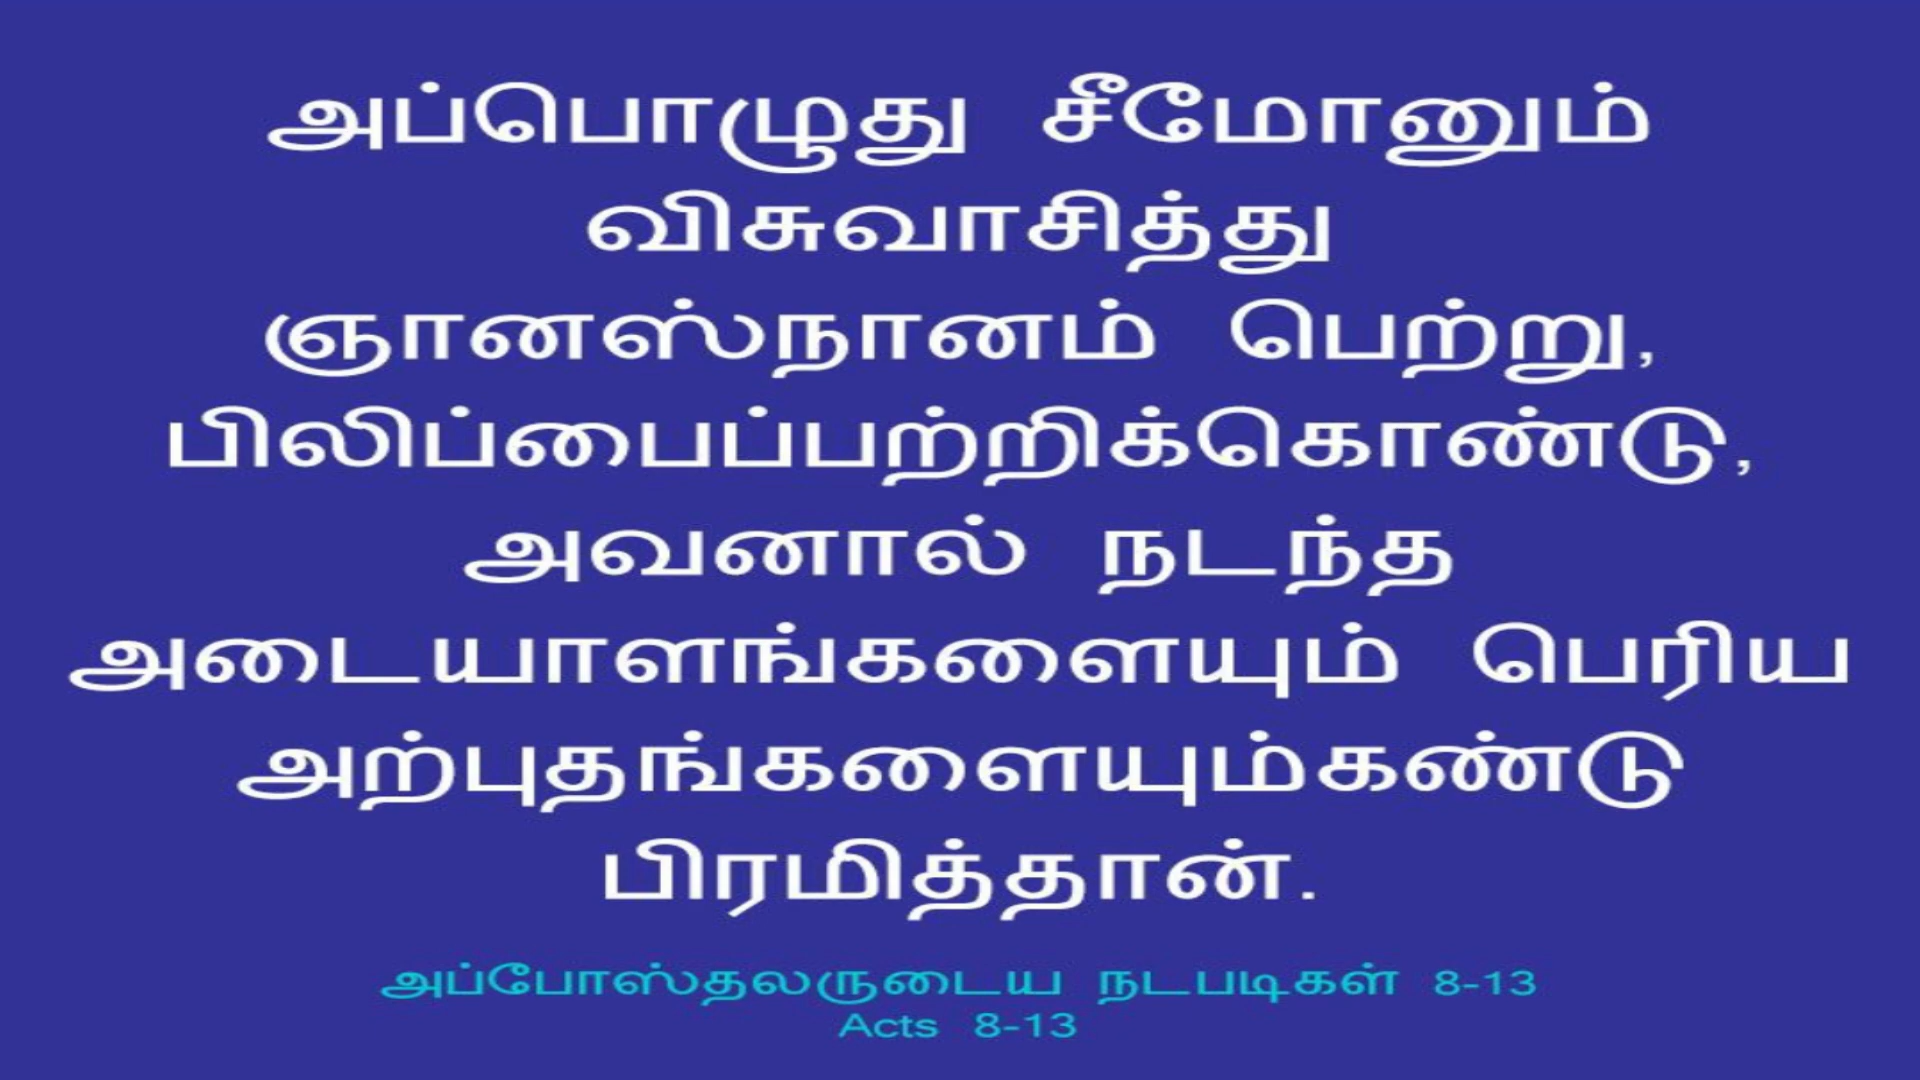 அப்பொழுது சீமோனும்
விசுவாசித்து
ஞானஸ்நானம் பெற்று,
பிலிப்பைப்பற்றிக்கொண்டு,
அவனால் நடந்த
அடையாளங்களையும் பெரிய
அற்புதங்களையும்கண்டு
பிரமித்தான்.
அப்போஸ்தலருடைய நடபடிகள் 8-13
Acts 8-13